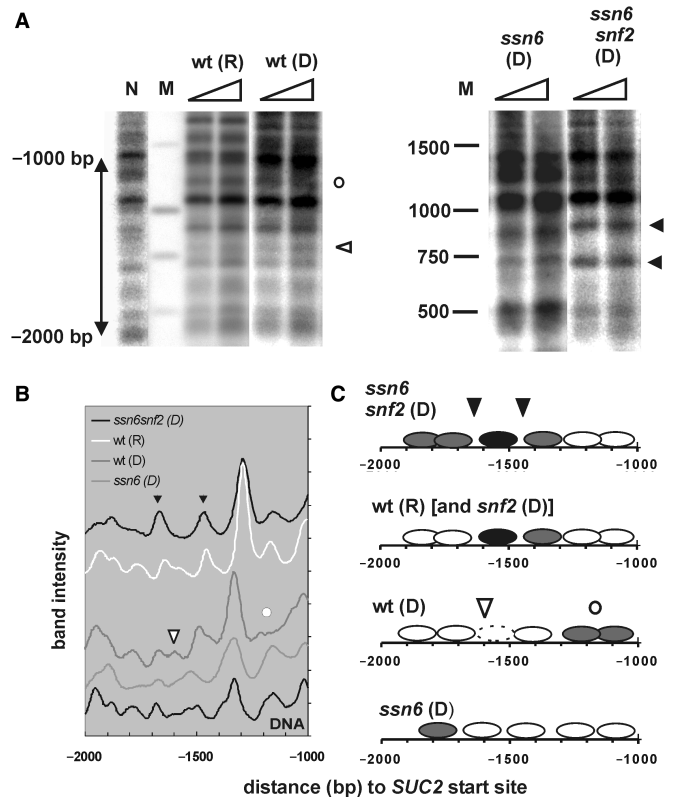 A
wt (R)
wt (D)
N
M
−1000 bp
−2000 bp
ssn6
(D)
ssn6
snf2
(D)
M
1500
1000
750
500
B
ssn6snf2 (D)
wt (R)
wt (D)
ssn6 (D)
band intensity
DNA
−2000
−1500
−1000
distance (bp) to SUC2 start site
C
ssn6
snf2 (D)
−2000
−1500
−1000
wt (R) [and snf2 (D)]
−2000
−1500
−1000
wt (D)
−2000
−1500
−1000
ssn6 (D)
−2000
−1500
−1000